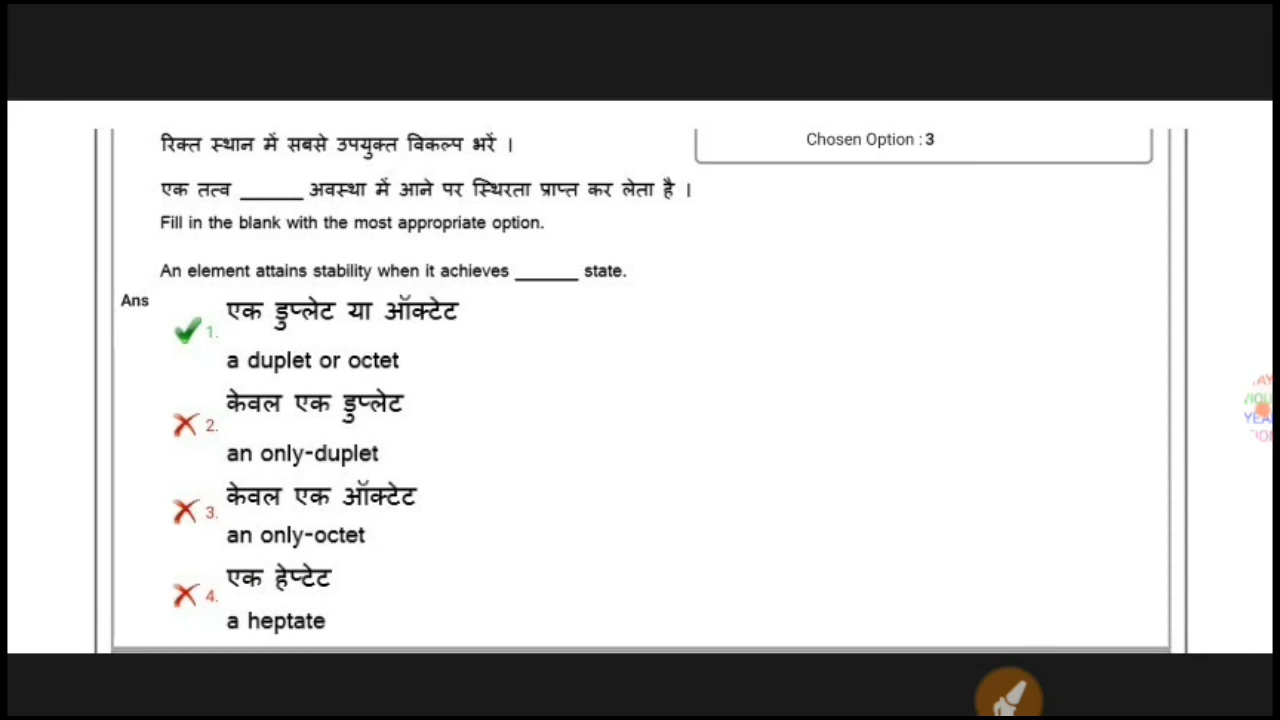 रिक्त स्थान में सबसे उपयुक्त विकल्प भरें ।
Chosen Option : 3
एक तत्व ______ अवस्था में आने पर स्थिरता प्राप्त कर लेता है ।
Fill in the blank with the most appropriate option.
An element attains stability when it achieves ______ state.
Ans
1. एक डुप्लेट या ऑक्टेट
a duplet or octet
2. केवल एक डुप्लेट
an only-duplet
3. केवल एक ऑक्टेट
an only-octet
4. एक हेप्टेट
a heptate